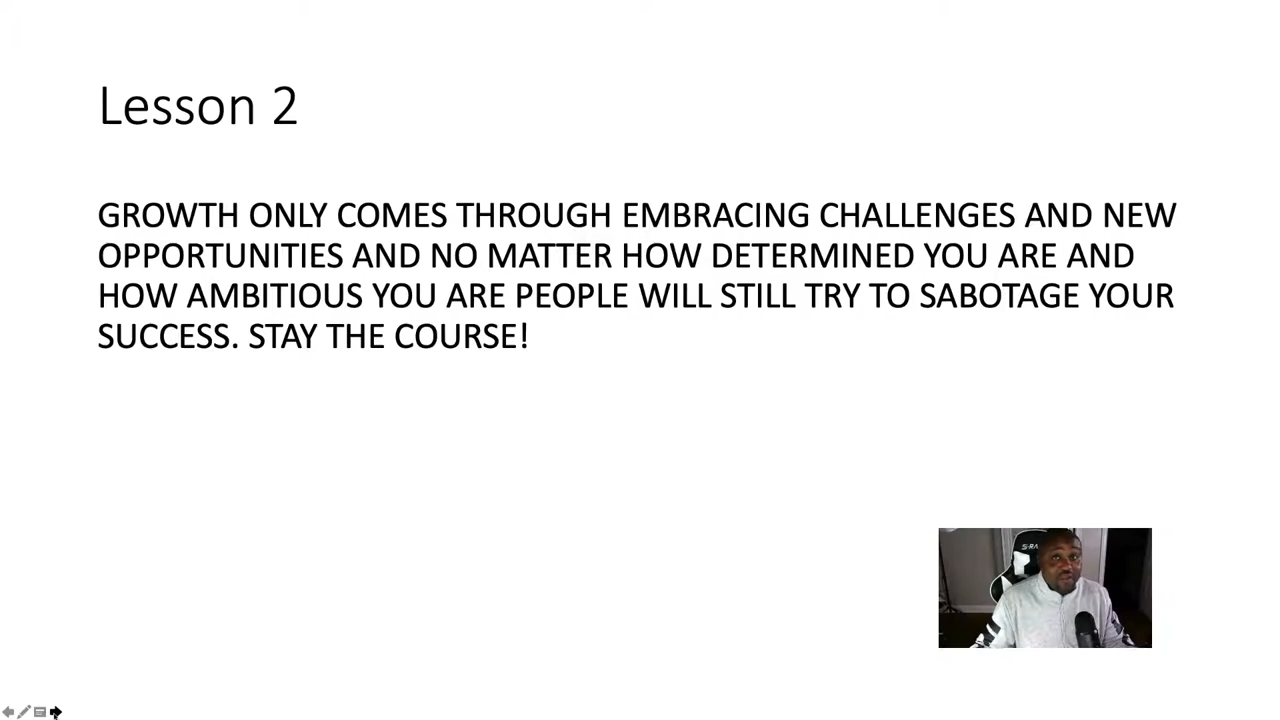 Lesson 2
GROWTH ONLY COMES THROUGH EMBRACING CHALLENGES AND NEW
OPPORTUNITIES AND NO MATTER HOW DETERMINED YOU ARE AND
HOW AMBITIOUS YOU ARE PEOPLE WILL STILL TRY TO SABOTAGE YOUR
SUCCESS. STAY THE COURSE!